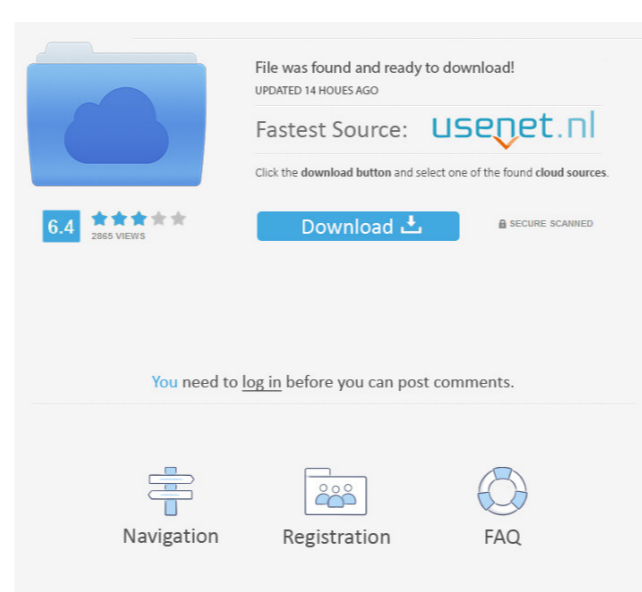 File was found and ready to download!
UPDATED 14 HOUES AGO
Fastest Source: usenet.nl
Click the download button and select one of the found cloud sources.
6.4
2865 VIEWS
Download
SECURE SCANNED
You need to log in before you can post comments.
Navigation
Registration
FAQ